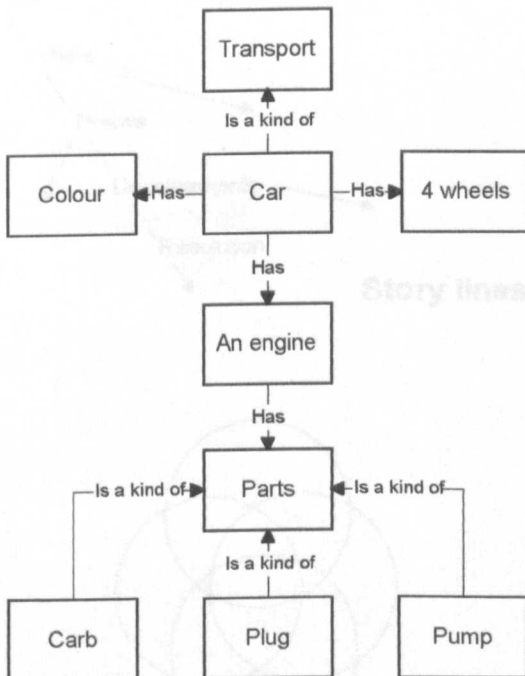 Transport
Is a kind of
Colour
Has
Car
Has
4 wheels
Has
Story lines
An engine
Has
Is a kind of
Parts
Is a kind of
Is a kind of
Carb
Plug
Pump